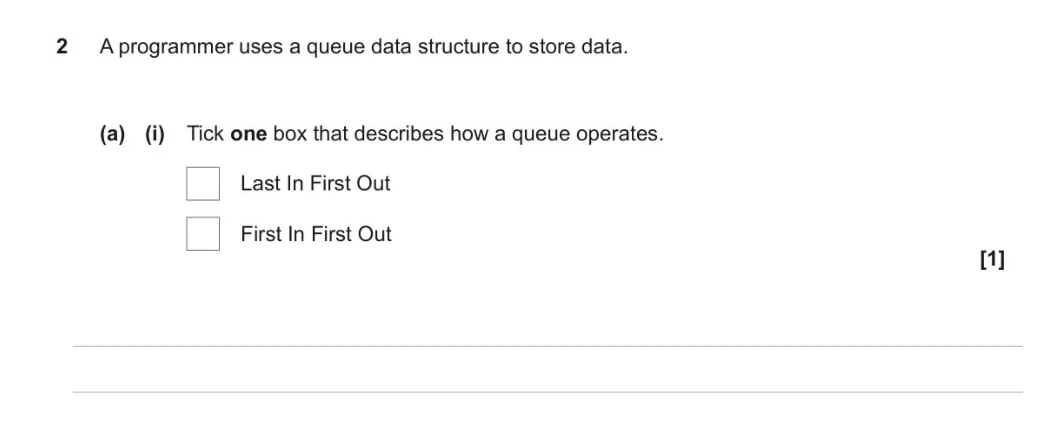 2 A programmer uses a queue data structure to store data.
(a) (i) Tick one box that describes how a queue operates.
Last In First Out
First In First Out
[1]